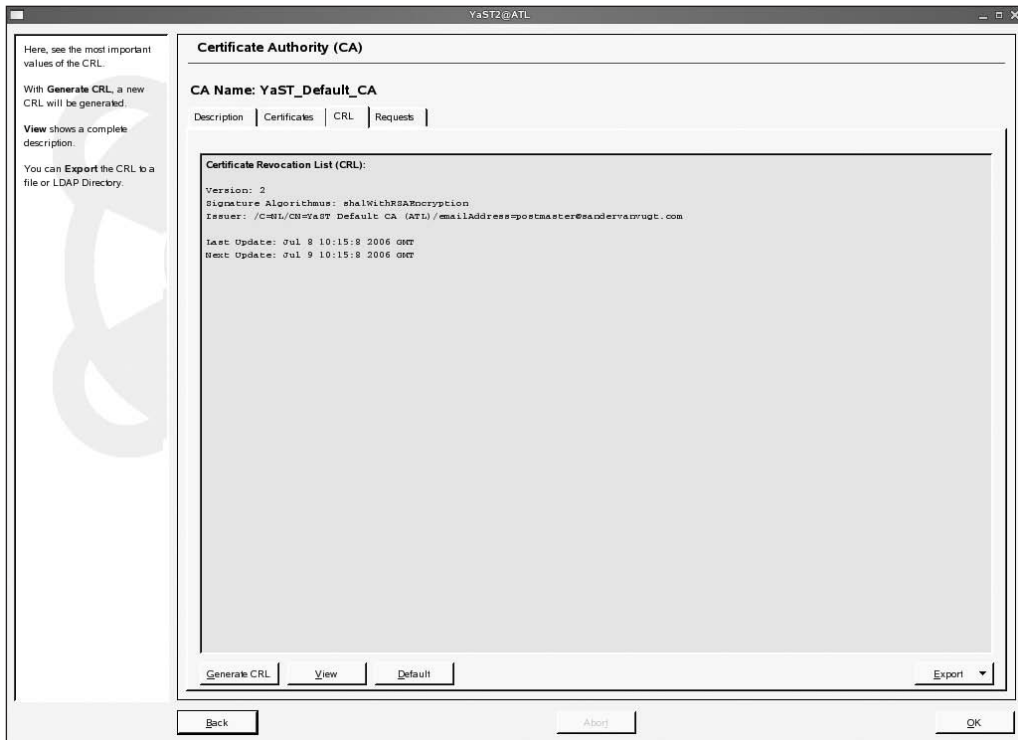 YaST2@ATL
Here, see the most important
values of the CRL.
With Generate CRL, a new
CRL will be generated.
View shows a complete
description.
You can Export the CRL to a
file or LDAP Directory.
Certificate Authority (CA)
CA Name: YaST_Default_CA
Description Certificates CRL Requests
Certificate Revocation List (CRL):
Version: 2
Signature Algorithmus: sha1WithRSAEncryption
Issuer: /C=NL/CN=YaST Default CA (ATL)/emailAddress=postmaster@sandervanvugt.com
Last Update: Jul 8 10:15:8 2006 GMT
Next Update: Jul 9 10:15:8 2006 GMT
Generate CRL View Default Export
Back Abort OK